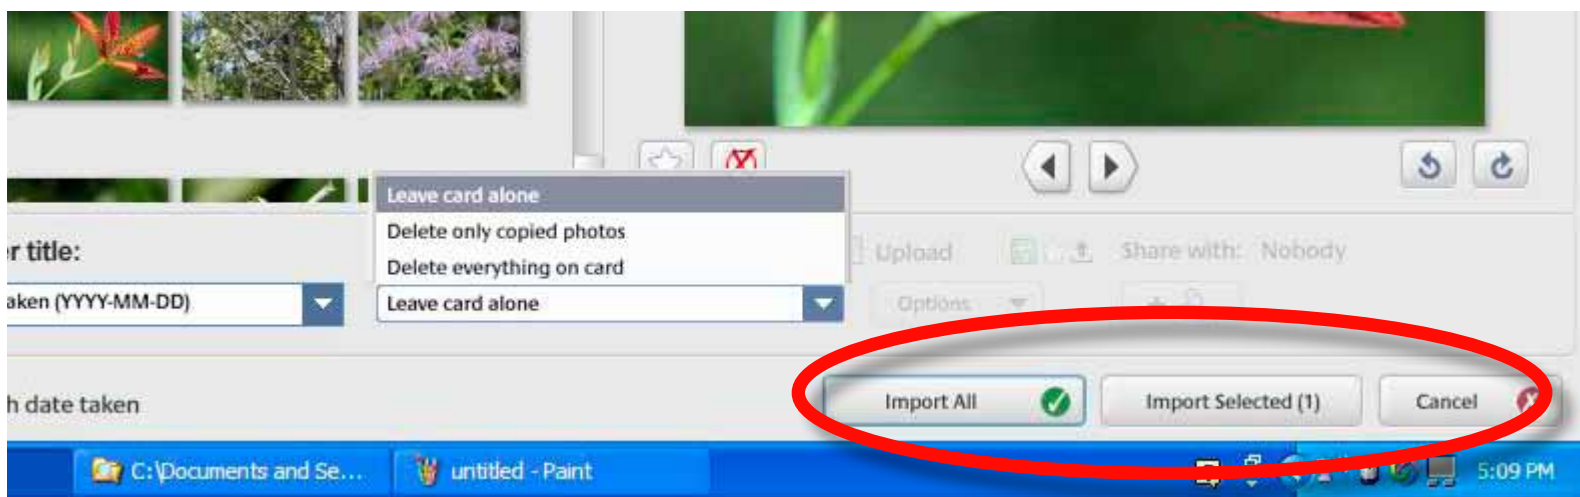 Leave card alone
Delete only copied photos
Delete everything on card
r title:
Upload
Share with: Nobody
aken (YYYY-MM-DD)
Leave card alone
Options
h date taken
Import All
Import Selected (1)
Cancel
C:\Documents and Se...
untitled - Paint
5:09 PM